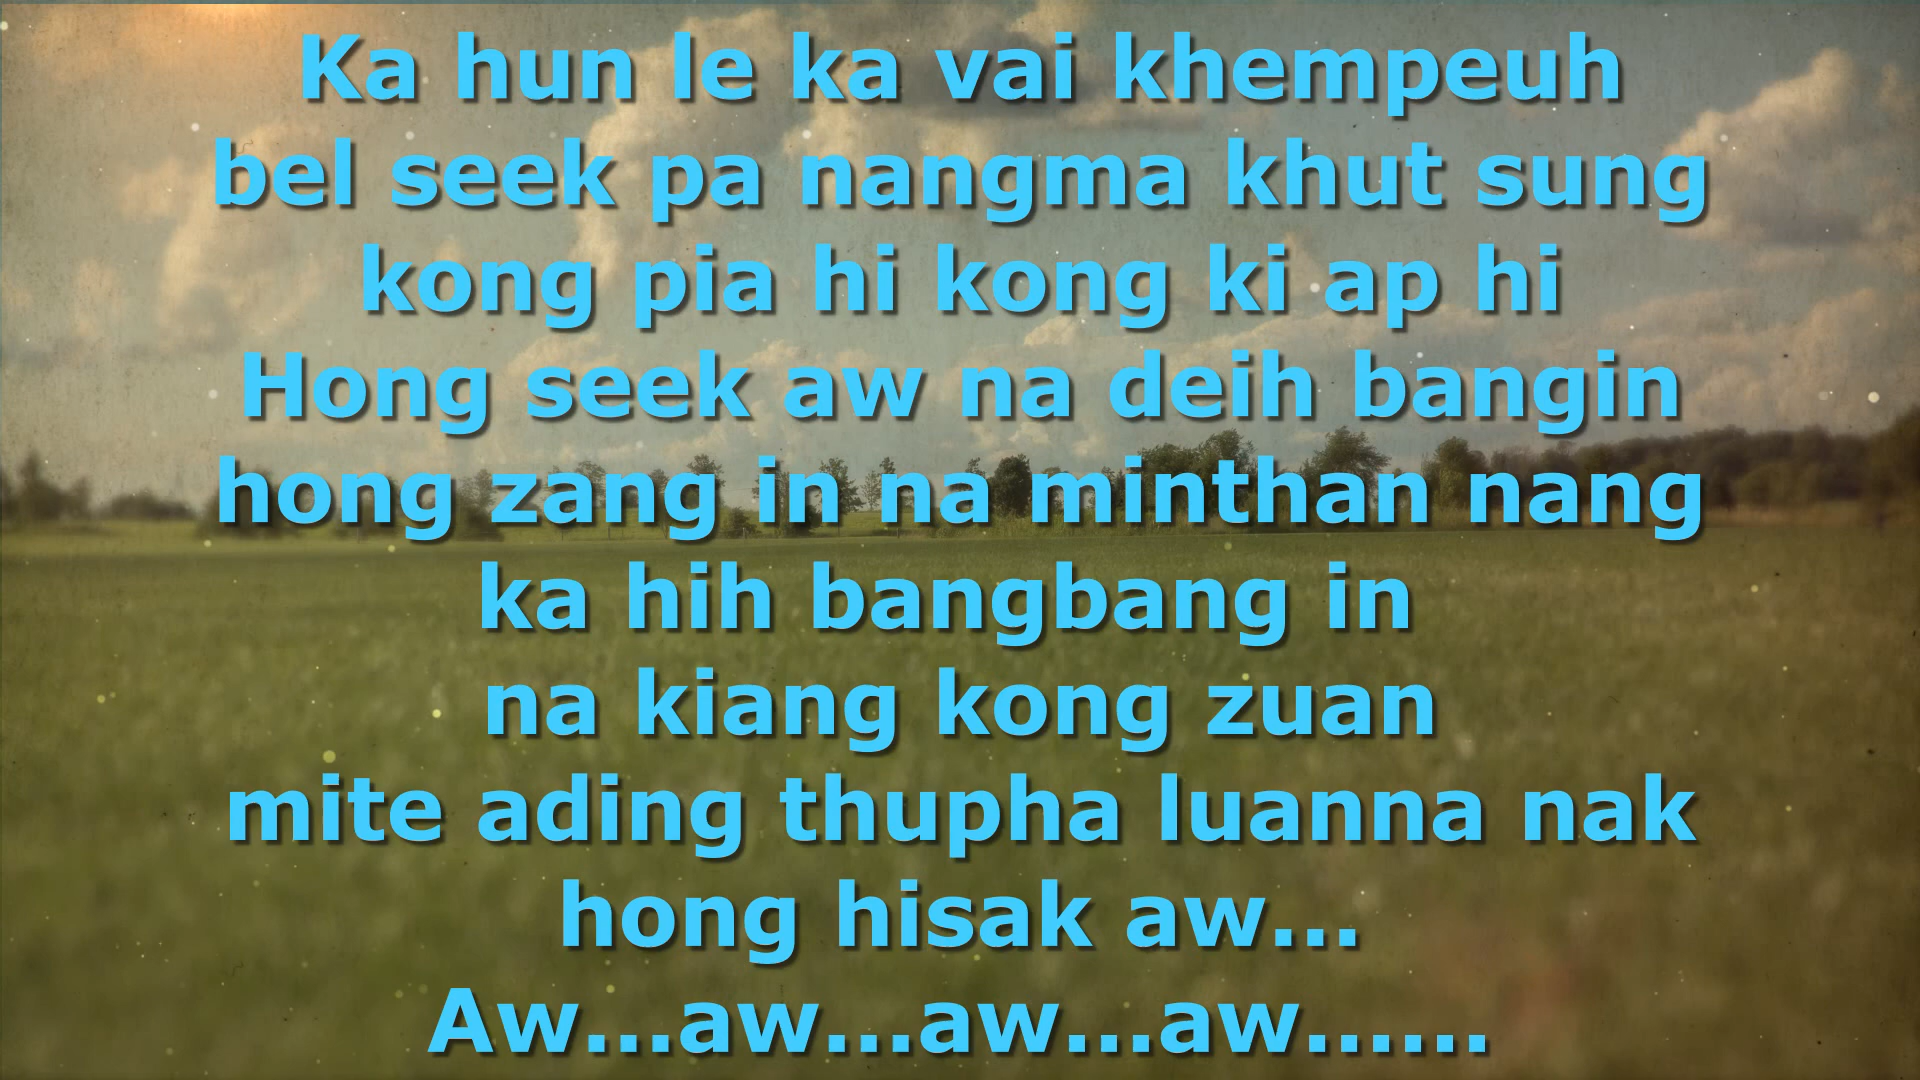 Ka hun le ka vai khempeuh
bel seek pa nangma khut sung
kong pia hi kong ki ap hi
Hong seek aw na deih bangin
hong zang in na minthan nang
ka hih bangbang in
na kiang kong zuan
mite ading thupha luanna nak
hong hisak aw...
Aw...aw...aw...aw......